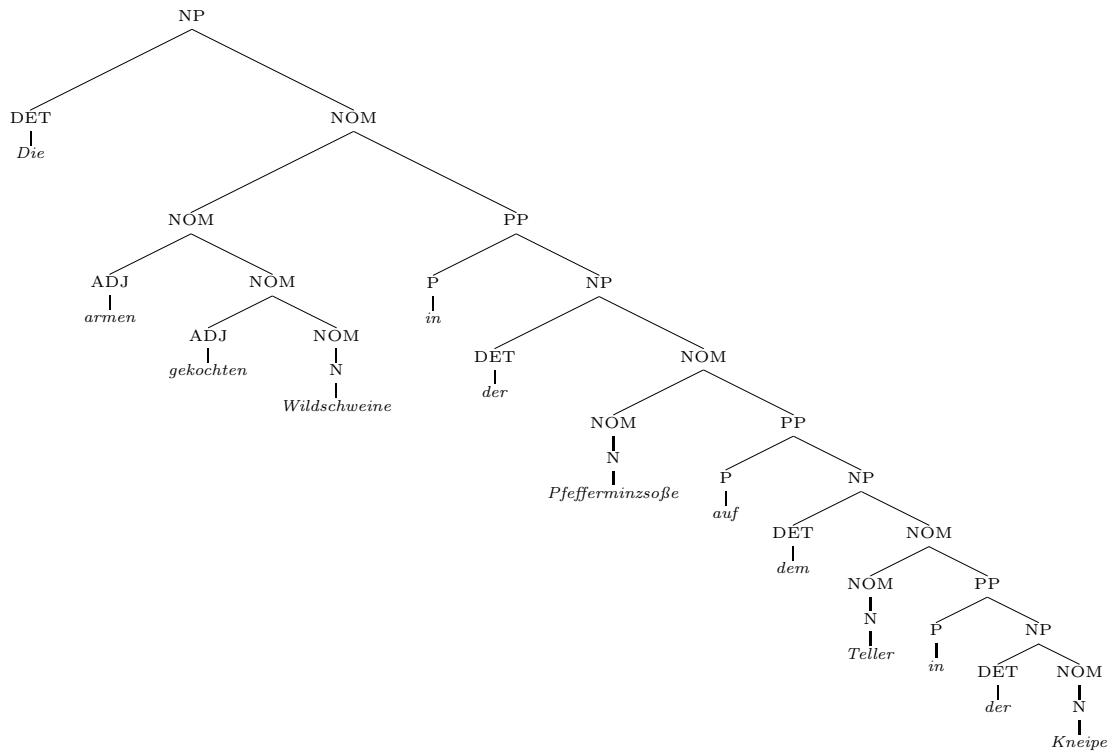 NP
DET NOM
Die
NOM PP
ADJ NOM P NP
armen in
ADJ NOM DET NOM
gekochten N der
Wildschweine
NOM PP
N P NP
Pfefferminzsoße auf
DET NOM
dem
NOM PP
N P NP
Teller in
DET NOM
der N
Kneipe